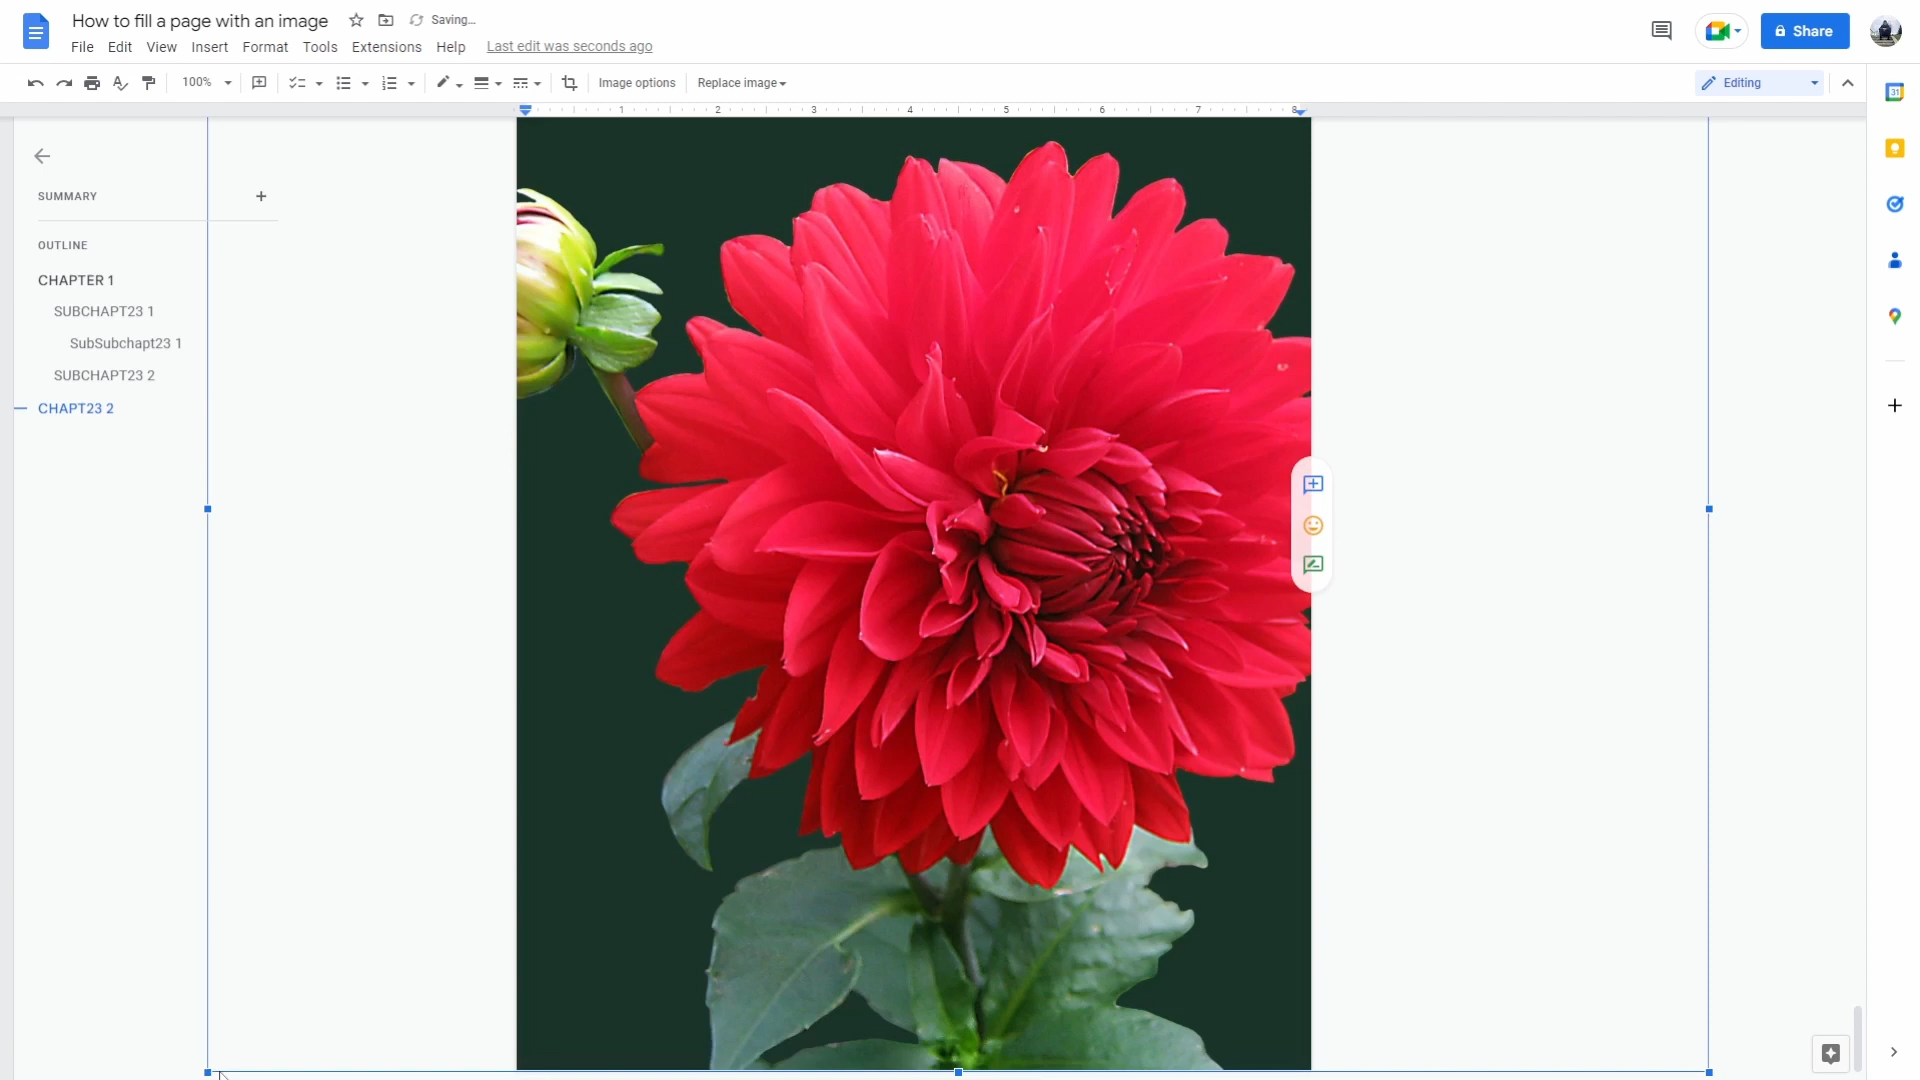 How to fill a page with an image
Saving...
File Edit View Insert Format Tools Extensions Help Last edit was seconds ago
Share
100% Image options Replace image Editing
1 2 3 4 5 6 7 8
31
SUMMARY
OUTLINE
CHAPTER 1
SUBCHAPT23 1
SubSubchapt23 1
SUBCHAPT23 2
CHAPT23 2